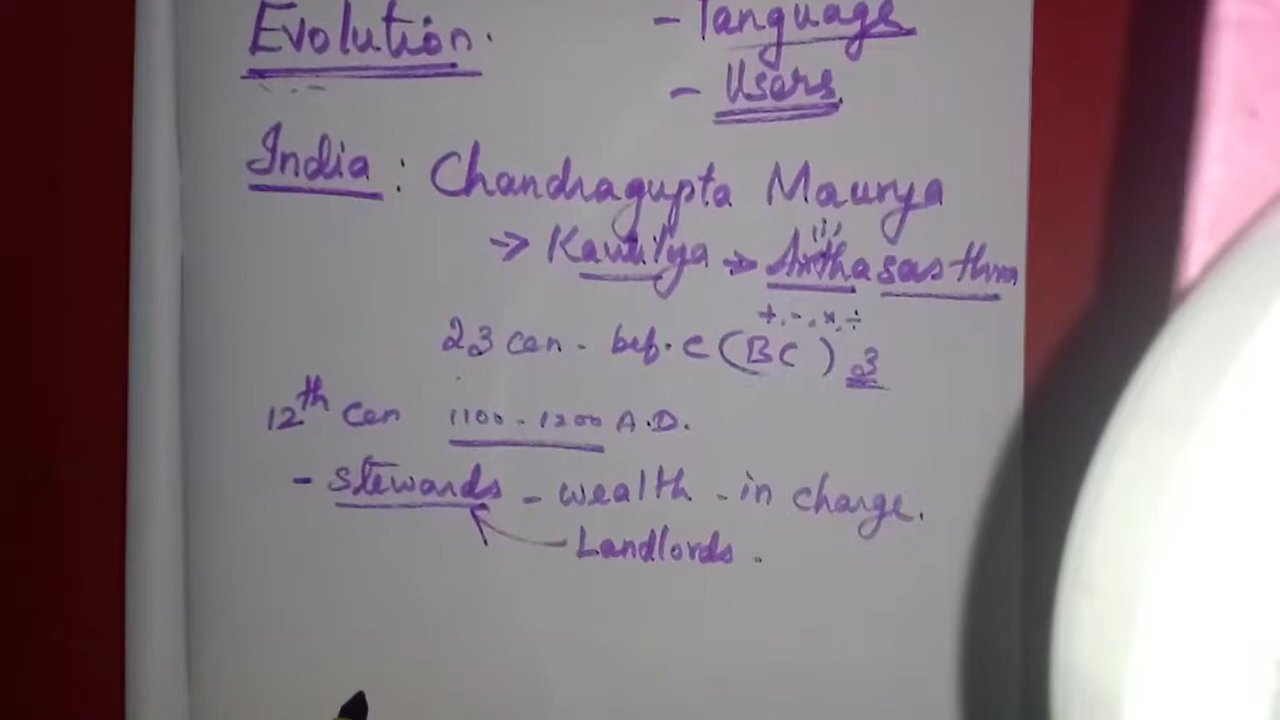 Evolution.
- language
- Users
India : Chandragupta Maurya
-> Kautilya -> Arthasasthra
+, -, ×, ÷
23 cen - bef. c (BC) 3
12th Cen 1100 - 1200 A.D.
- Stewards - wealth - in charge.
Landlords.